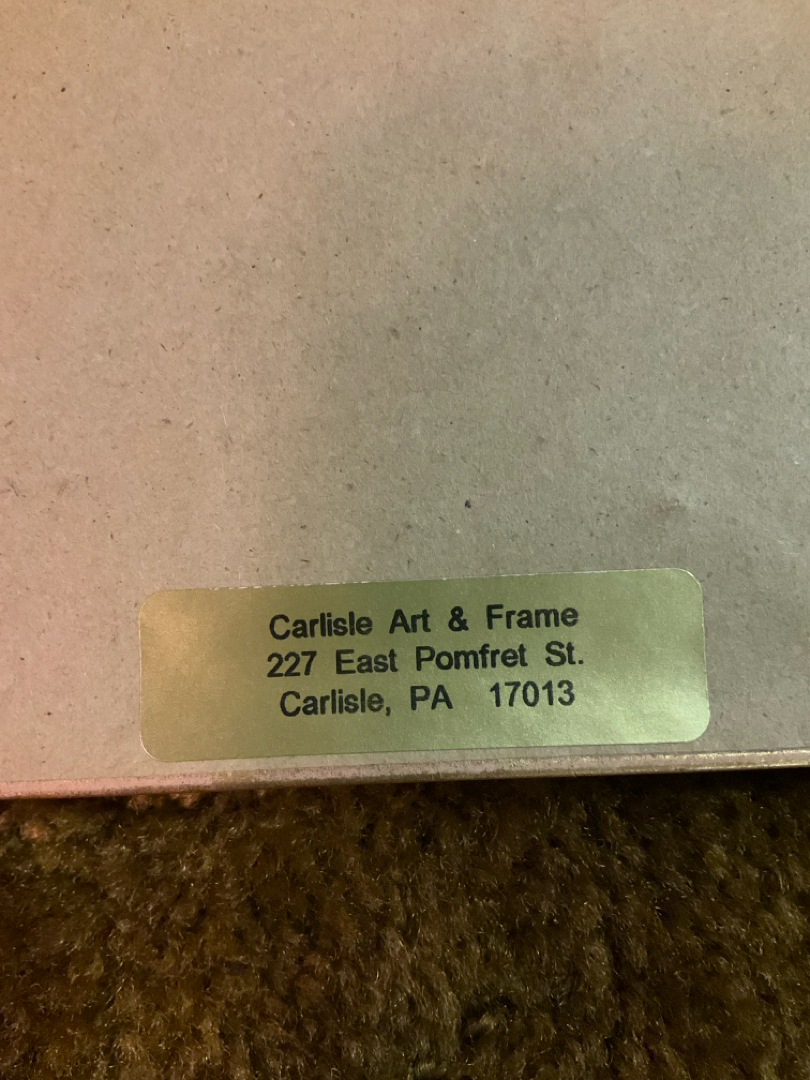 Carlisle Art & Frame
227 East Pomfret St.
Carlisle, PA 17013